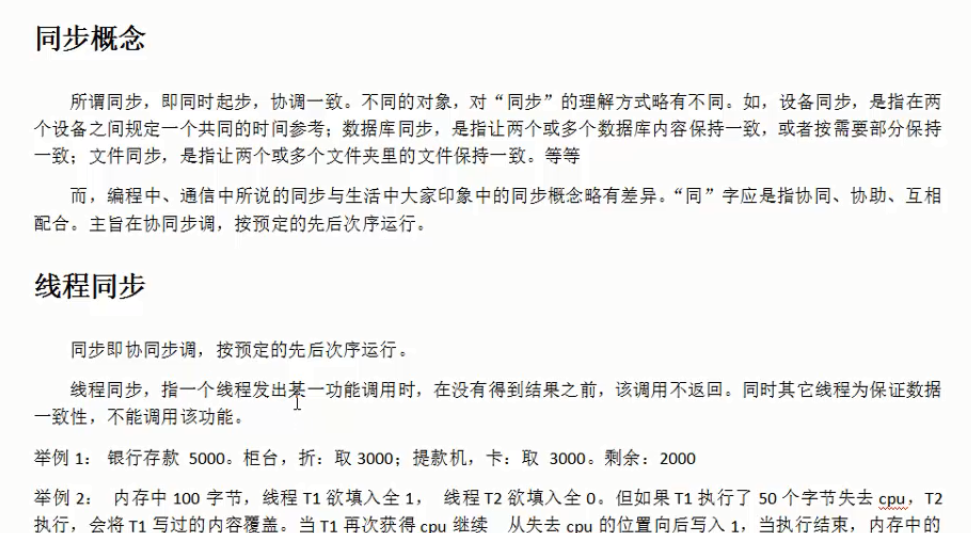 同步概念
所谓同步，即同时起步，协调一致。不同的对象，对“同步”的理解方式略有不同。如，设备同步，是指在两
个设备之间规定一个共同的时间参考；数据库同步，是指让两个或多个数据库内容保持一致，或者按需要部分保持
一致；文件同步，是指让两个或多个文件夹里的文件保持一致。等等
而，编程中、通信中所说的同步与生活中大家印象中的同步概念略有差异。“同”字应是指协同、协助、互相
配合。主旨在协同步调，按预定的先后次序运行。
线程同步
同步即协同步调，按预定的先后次序运行。
线程同步，指一个线程发出某一功能调用时，在没有得到结果之前，该调用不返回。同时其它线程为保证数据
一致性，不能调用该功能。
举例 1： 银行存款 5000。柜台，折：取 3000；提款机，卡：取 3000。剩余：2000
举例 2： 内存中 100 字节，线程 T1 欲填入全 1， 线程 T2 欲填入全 0。但如果 T1 执行了 50 个字节失去 cpu，T2
执行，会将 T1 写过的内容覆盖。当 T1 再次获得 cpu 继续 从失去 cpu 的位置向后写入 1，当执行结束，内存中的